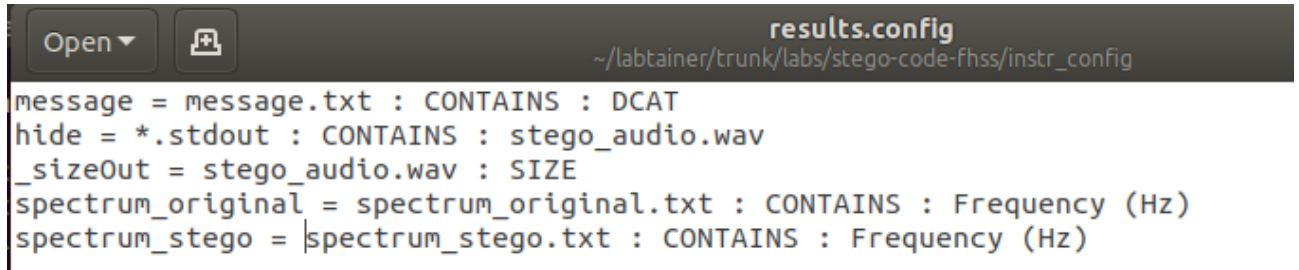 Open
results.config
~/labtainer/trunk/labs/stego-code-fhss/instr_config
message = message.txt : CONTAINS : DCAT
hide = *.stdout : CONTAINS : stego_audio.wav
_sizeOut = stego_audio.wav : SIZE
spectrum_original = spectrum_original.txt : CONTAINS : Frequency (Hz)
spectrum_stego = spectrum_stego.txt : CONTAINS : Frequency (Hz)